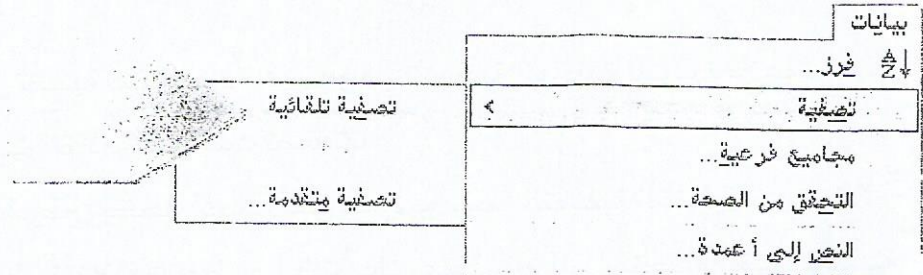 بيانات
فرز...
تصفية
تصفية تلقائية
مجاميع فرعية...
التحقق من الصحة...
تصفية متقدمة...
النص إلى أعمدة...